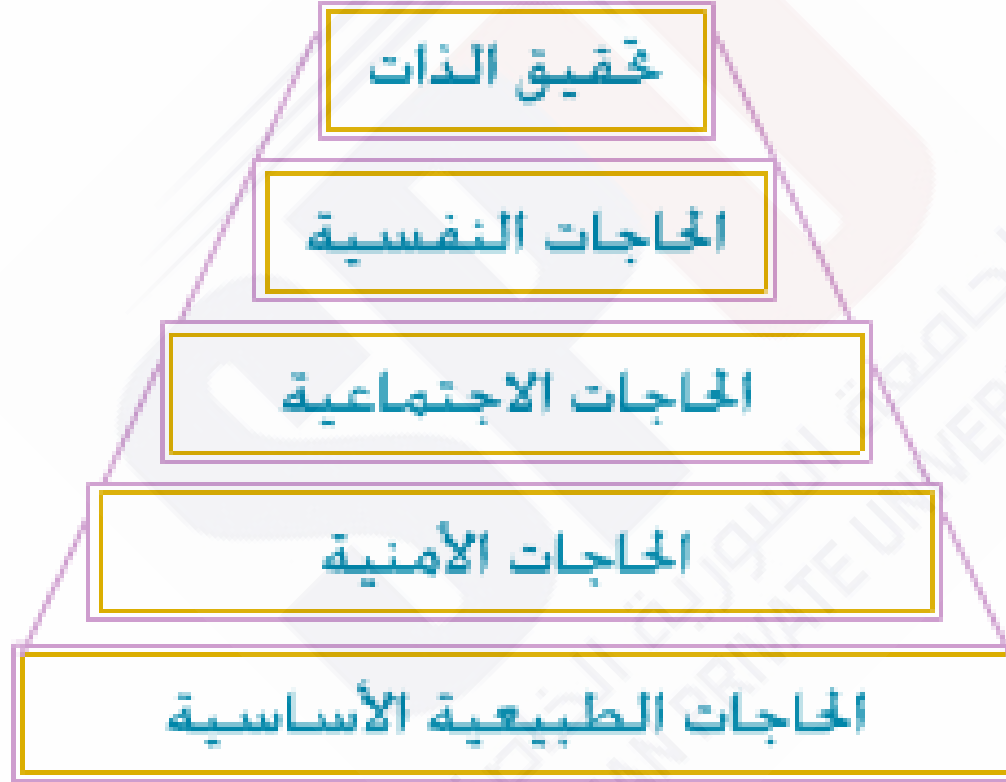 تحقيق الذات
الحاجات النفسية
الحاجات الاجتماعية
الحاجات الأمنية
الحاجات الطبيعية الأساسية